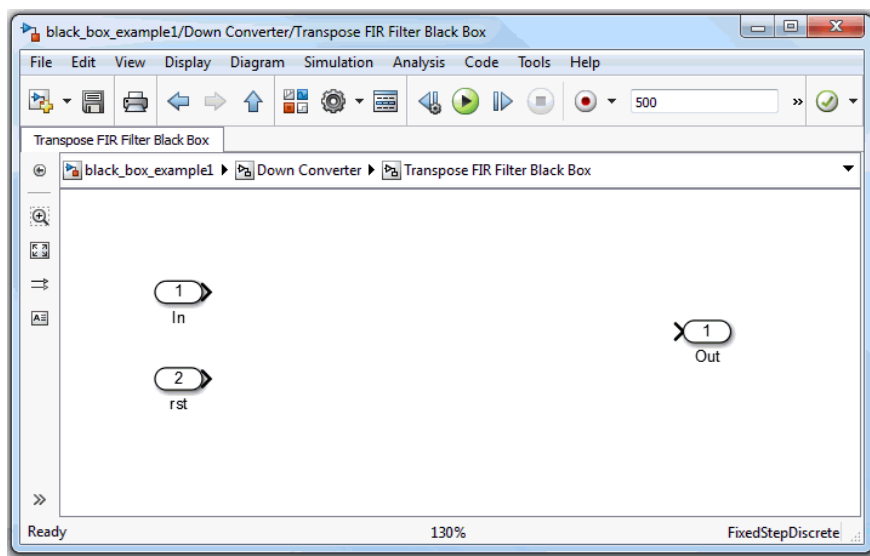 black_box_example1/Down Converter/Transpose FIR Filter Black Box
File Edit View Display Diagram Simulation Analysis Code Tools Help
500 »
Transpose FIR Filter Black Box
black_box_example1 Down Converter Transpose FIR Filter Black Box
1
In
1
Out
2
rst
»
Ready 130% FixedStepDiscrete